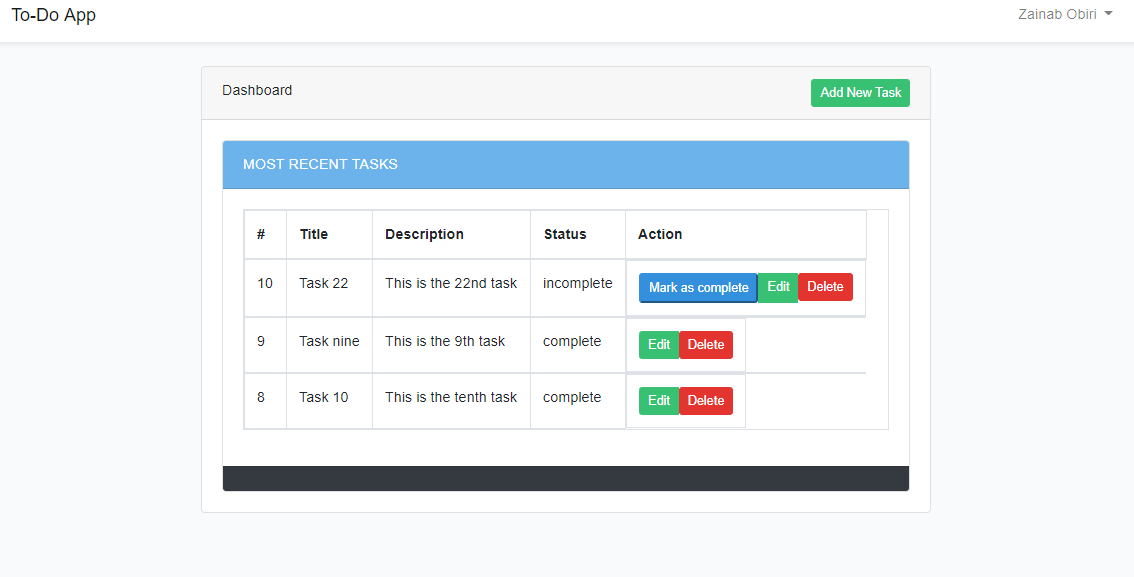 To-Do App
Zainab Obiri
Dashboard
Add New Task
MOST RECENT TASKS
# Title Description Status Action
10 Task 22 This is the 22nd task incomplete Mark as complete Edit Delete
9 Task nine This is the 9th task complete Edit Delete
8 Task 10 This is the tenth task complete Edit Delete